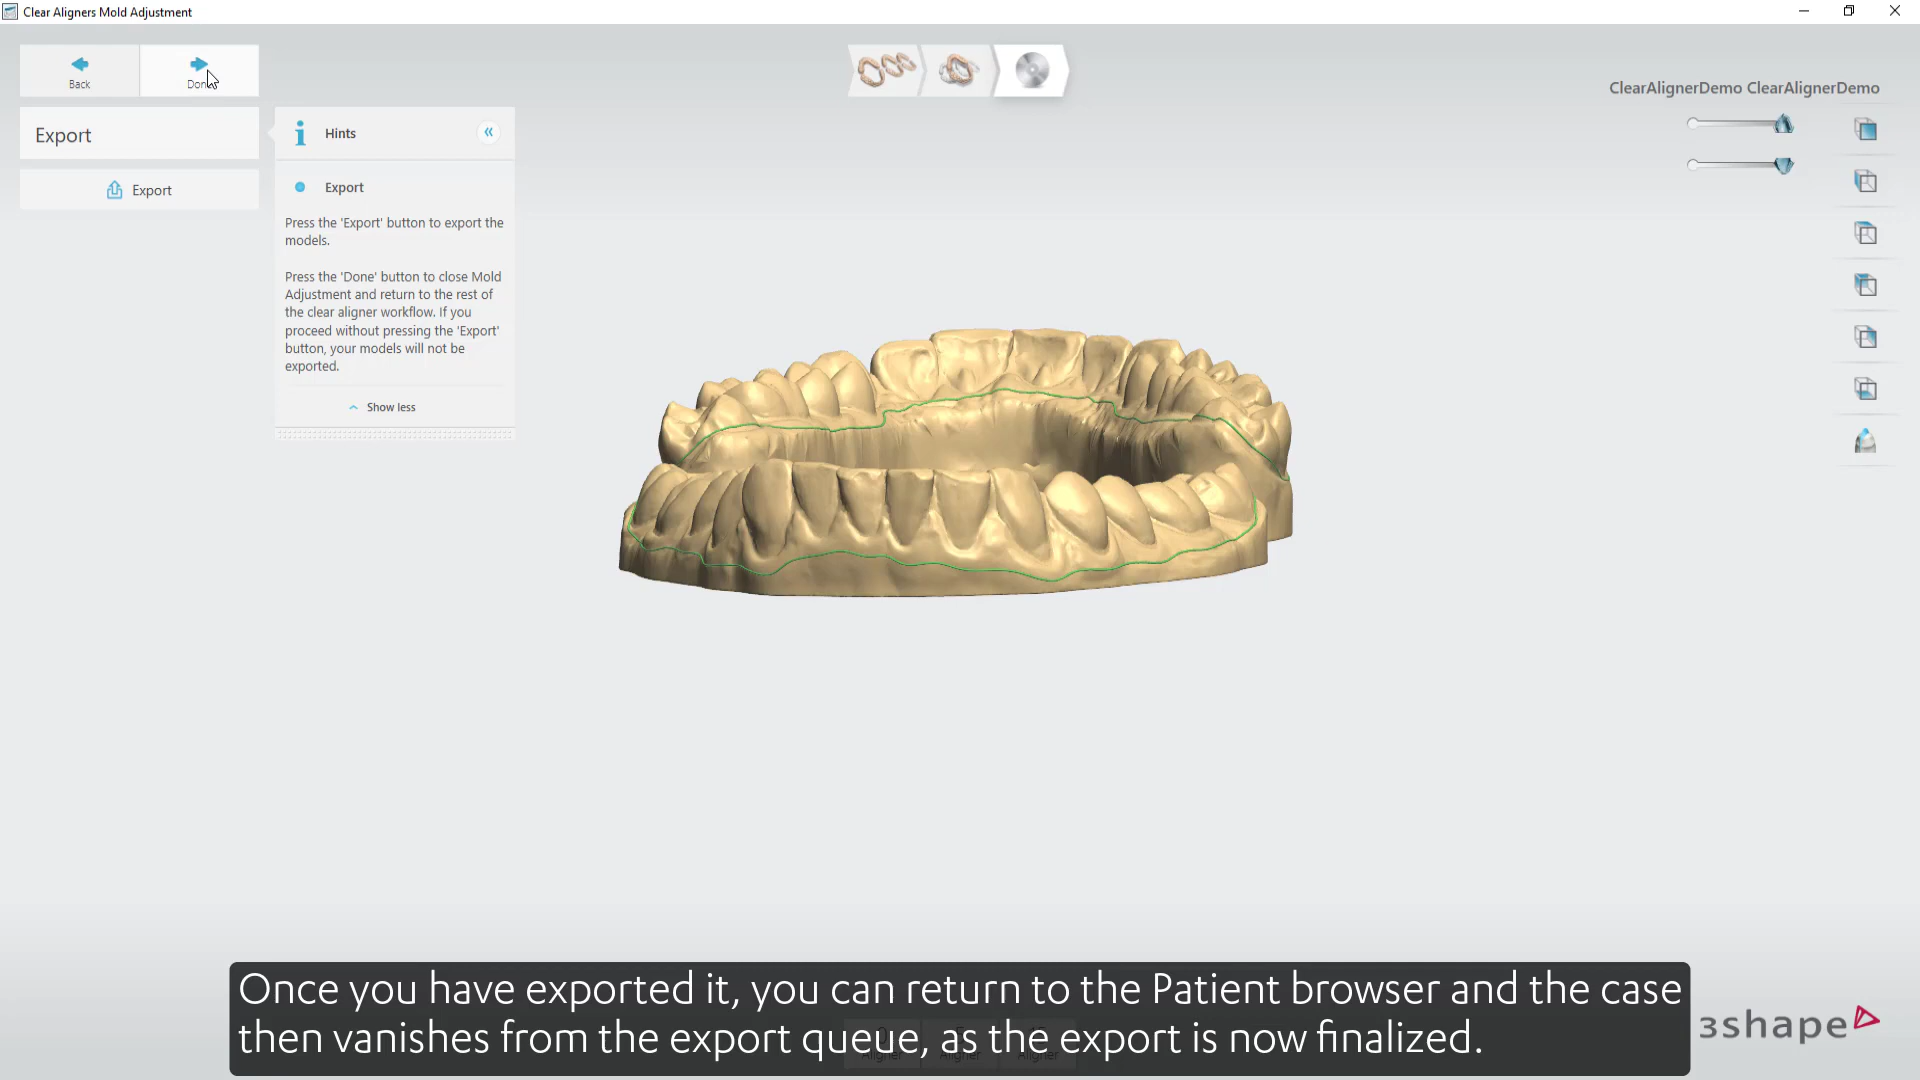 Clear Aligners Mold Adjustment
Back
Done
ClearAlignerDemo ClearAlignerDemo
Export
Hints
Export
Export
Press the 'Export' button to export the
models.
Press the 'Done' button to close Mold
Adjustment and return to the rest of
the clear aligner workflow. If you
proceed without pressing the 'Export'
button, your models will not be
exported.
Show less
Once you have exported it, you can return to the Patient browser and the case
then vanishes from the export queue, as the export is now finalized.
Aligner
Aligner
Aligner
3shape